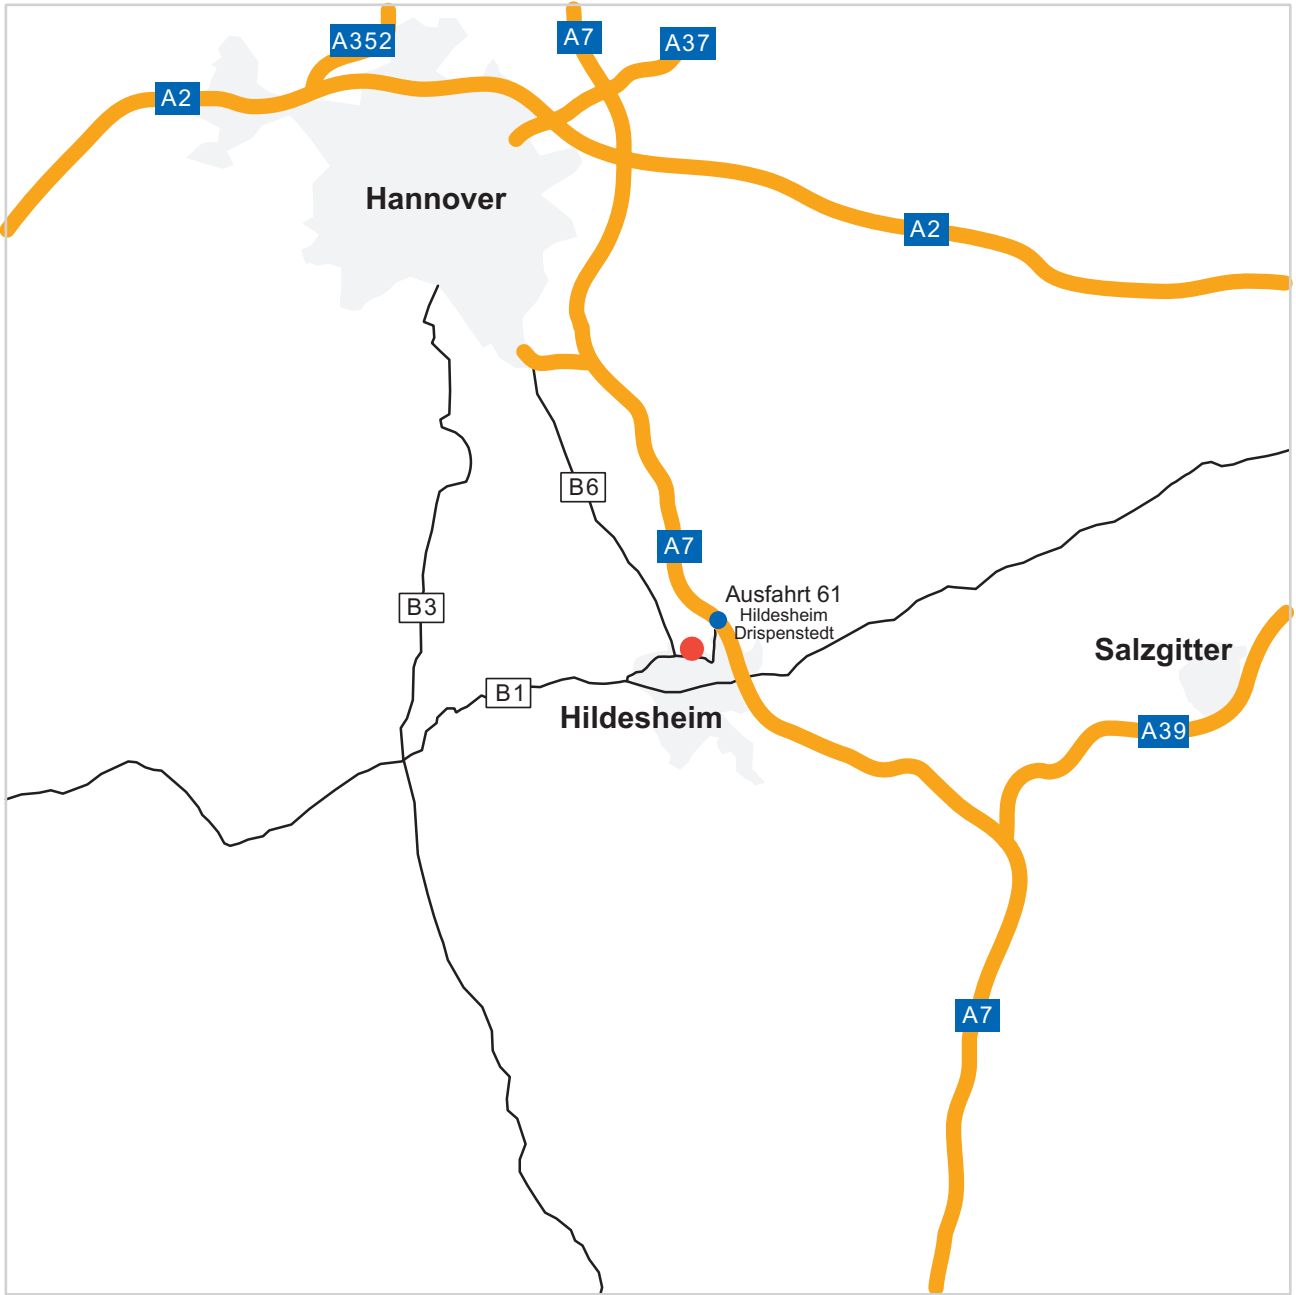 A352
A7
A37
A2
Hannover
A2
B6
A7
Ausfahrt 61
Hildesheim
Drispenstedt
B3
Salzgitter
B1
Hildesheim
A39
A7